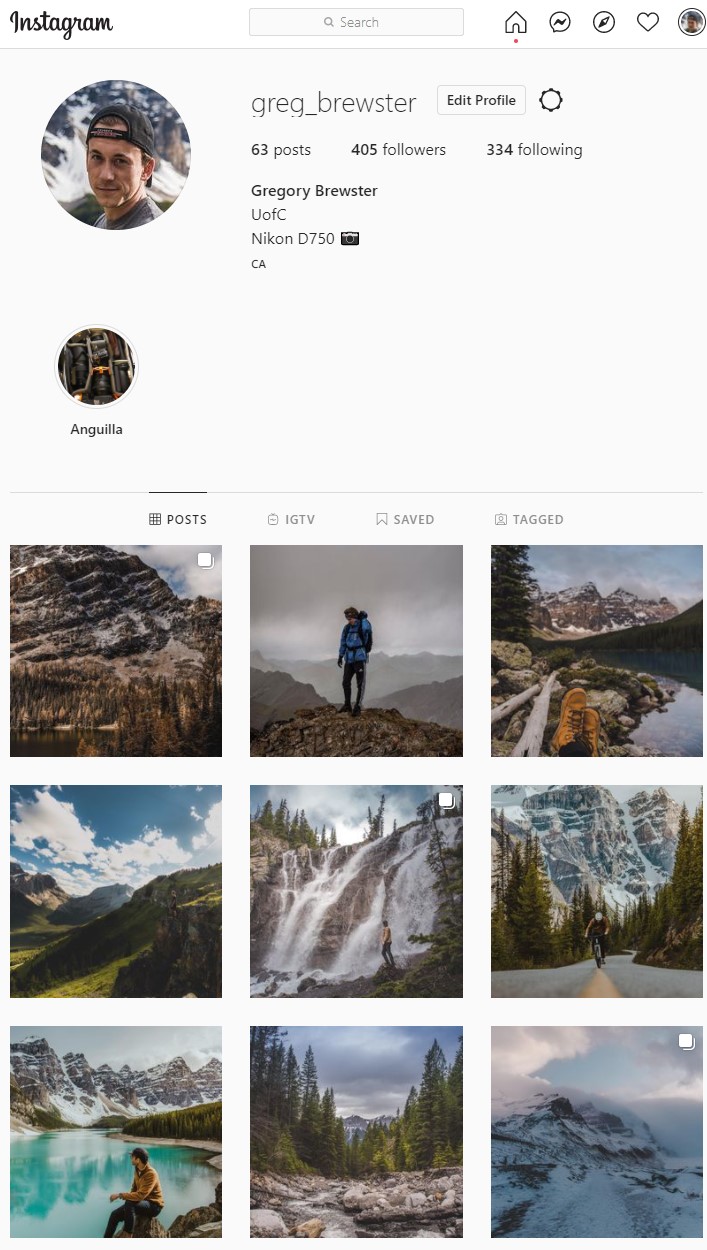 Instagram
Search
greg_brewster
Edit Profile
63 posts 405 followers 334 following
Gregory Brewster
UofC
Nikon D750 📷
CA
Anguilla
POSTS IGTV SAVED TAGGED